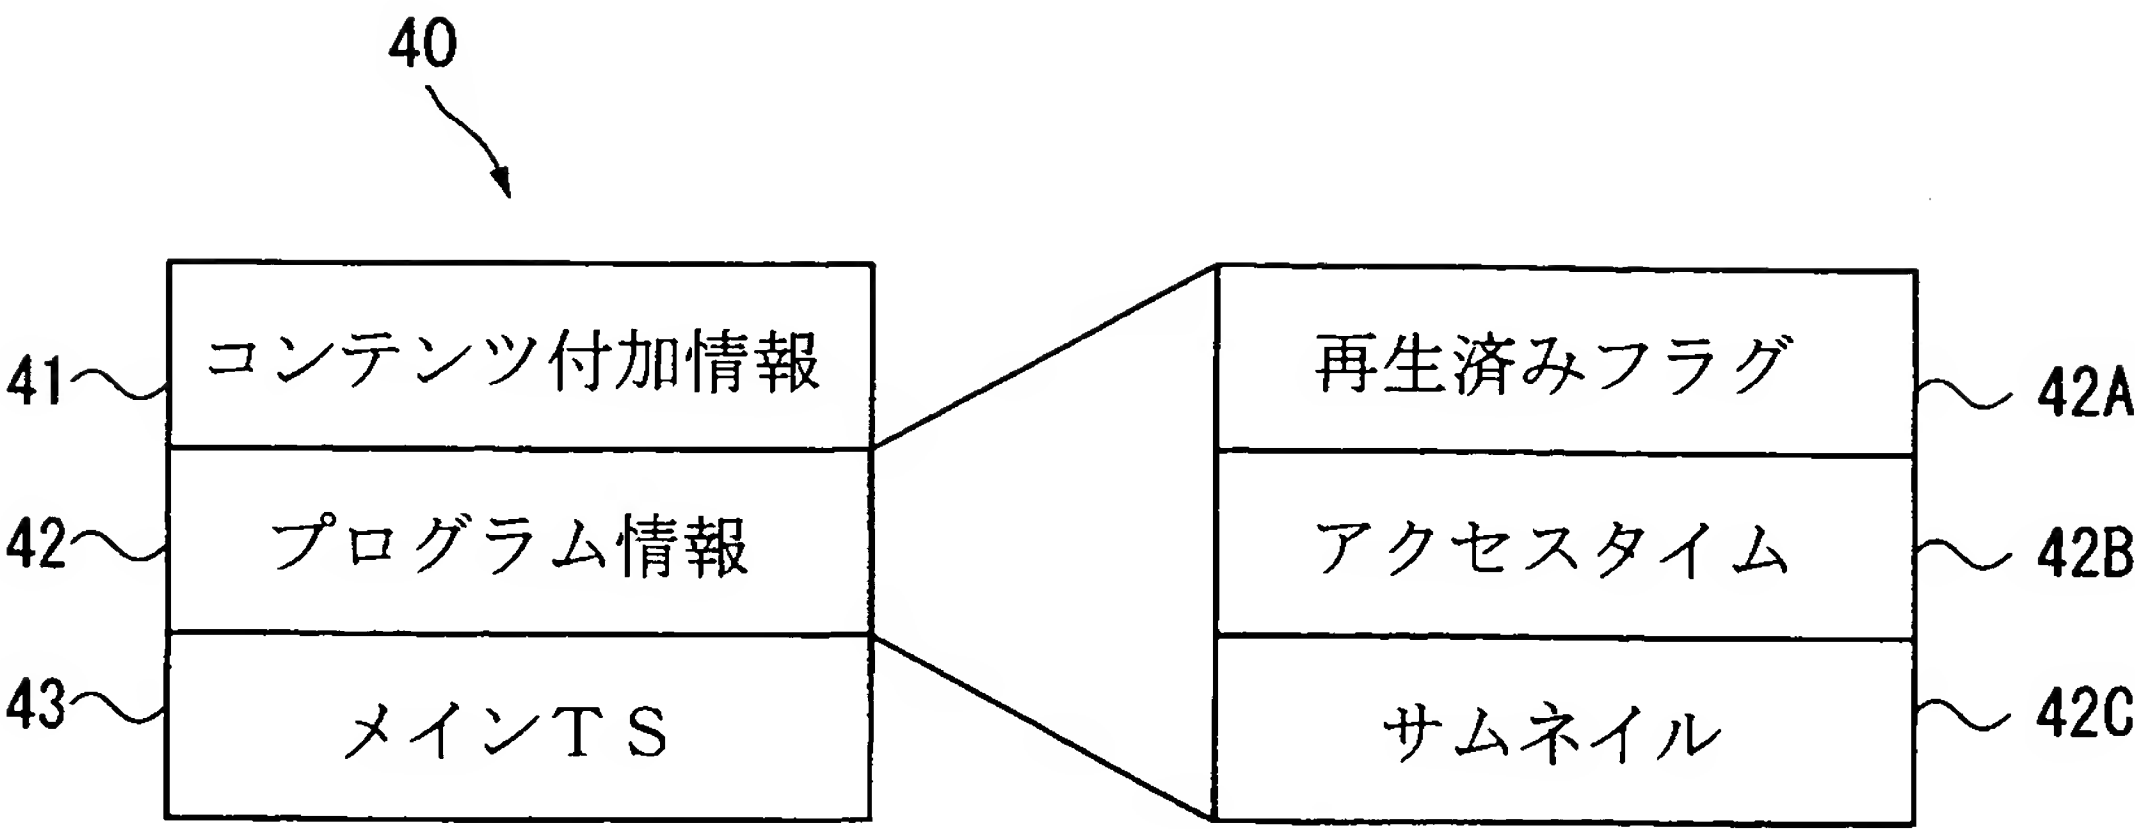 40
コンテンツ付加情報
41
プログラム情報
42
メインTS
43
再生済みフラグ
42A
アクセスタイム
42B
サムネイル
42C